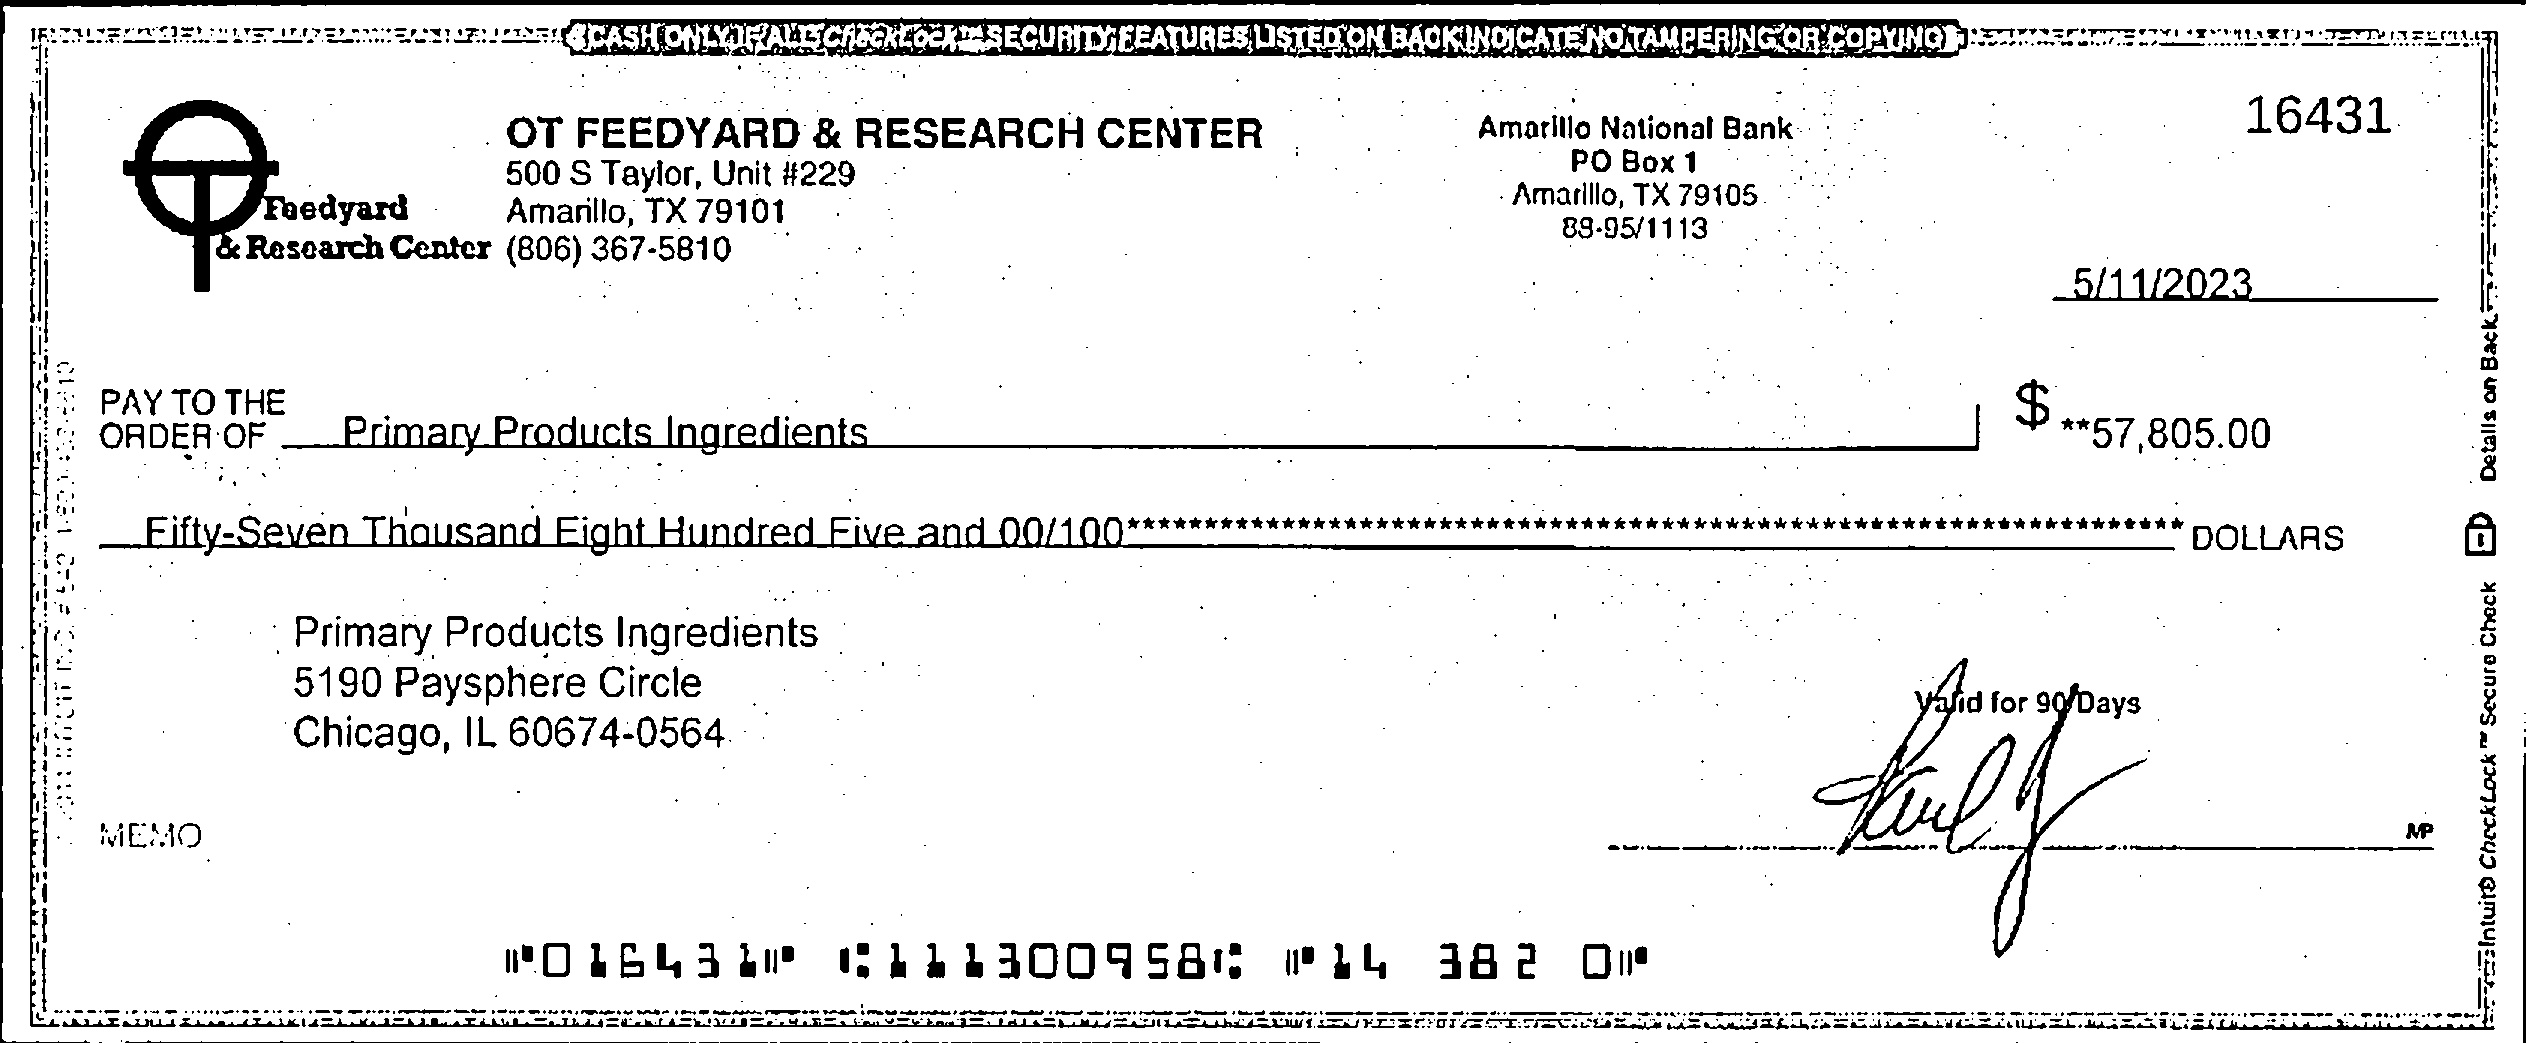 CASH ONLY IF ALL CheckLock™ SECURITY FEATURES LISTED ON BACK INDICATE NO TAMPERING OR COPYING
16431
OT FEEDYARD & RESEARCH CENTER
500 S Taylor, Unit #229
Amarillo, TX 79101
(806) 367-5810
Feedyard
& Research Center
Amarillo National Bank
PO Box 1
Amarillo, TX 79105
88-95/1113
5/11/2023
PAY TO THE
ORDER OF Primary Products Ingredients
$ **57,805.00
Fifty-Seven Thousand Eight Hundred Five and 00/100**************************************************************** DOLLARS
Primary Products Ingredients
5190 Paysphere Circle
Chicago, IL 60674-0564
Valid for 90 Days
MEMO
MP
⑈016431⑈ ⑆111300958⑆ ⑈14 382 0⑈
Intuit® CheckLock™ Secure Check Details on Back.